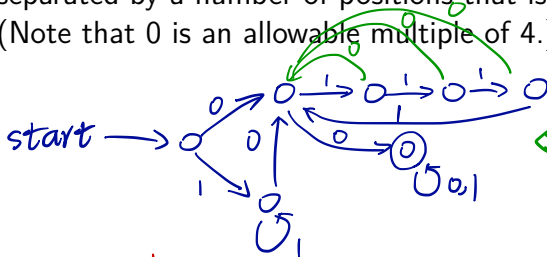 separated by a number of positions that is
(Note that 0 is an allowable multiple of 4.)
0 0 0
1 1 1
0 1
start 0 0
1 0,1
1